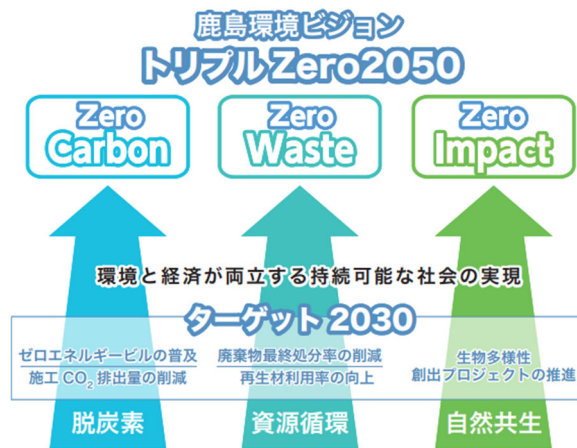 鹿島環境ビジョン
トリプルZero2050
Zero
Carbon
Zero
Waste
Zero
Impact
環境と経済が両立する持続可能な社会の実現
ターゲット 2030
ゼロエネルギービルの普及
施工CO₂排出量の削減
廃棄物最終処分率の削減
再生材利用率の向上
生物多様性
創出プロジェクトの推進
脱炭素
資源循環
自然共生